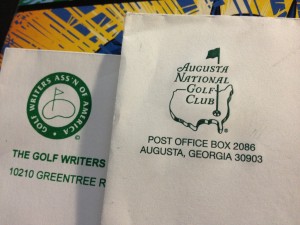 GOLF WRITERS ASS'N OF AMERICA
THE GOLF WRITERS
10210 GREENTREE R
AUGUSTA
NATIONAL
GOLF
CLUB
®
POST OFFICE BOX 2086
AUGUSTA, GEORGIA 30903